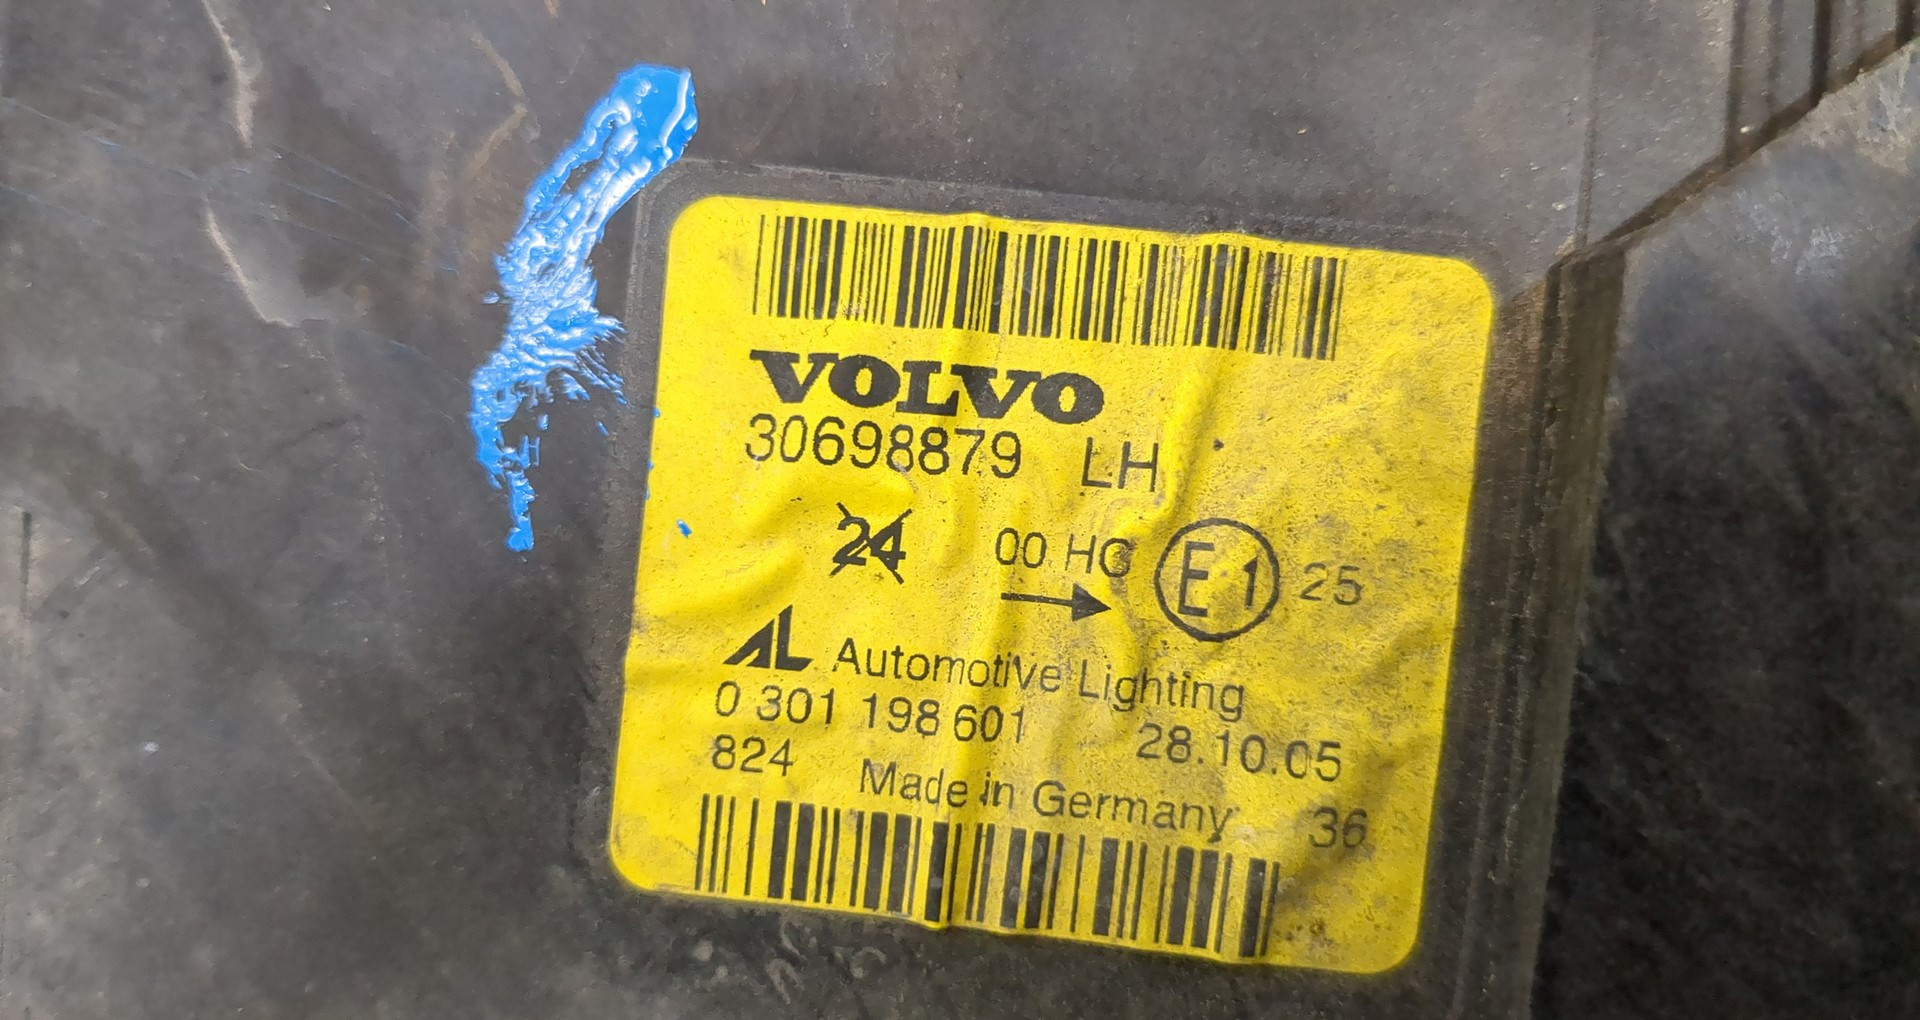 VOLVO
30698879 LH
24 00 HC E1 25
AL Automotive Lighting
0 301 198 601 28.10.05
824 Made in Germany 36